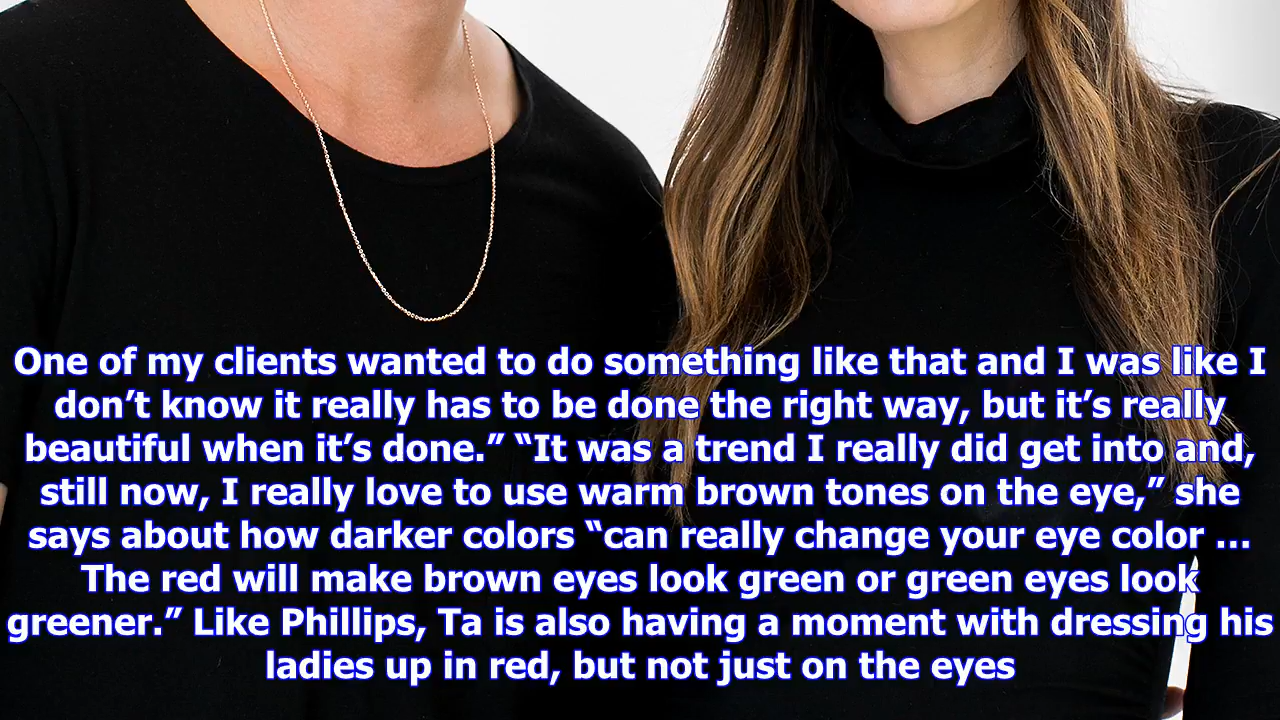 One of my clients wanted to do something like that and I was like I
don’t know it really has to be done the right way, but it’s really
beautiful when it’s done.” “It was a trend I really did get into and,
still now, I really love to use warm brown tones on the eye,” she
says about how darker colors “can really change your eye color ...
The red will make brown eyes look green or green eyes look
greener.” Like Phillips, Ta is also having a moment with dressing his
ladies up in red, but not just on the eyes